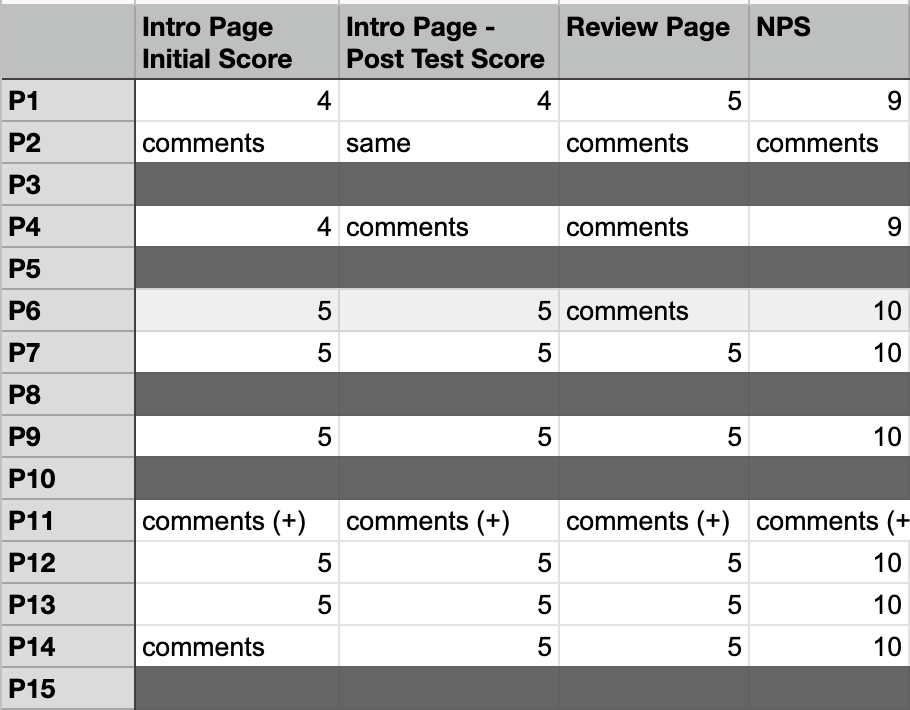 Intro Page Intro Page - Review Page NPS
Initial Score Post Test Score
P1 4 4 5 9
P2 comments same comments comments
P3
P4 4 comments comments 9
P5
P6 5 5 comments 10
P7 5 5 5 10
P8
P9 5 5 5 10
P10
P11 comments (+) comments (+) comments (+) comments (+
P12 5 5 5 10
P13 5 5 5 10
P14 comments 5 5 10
P15